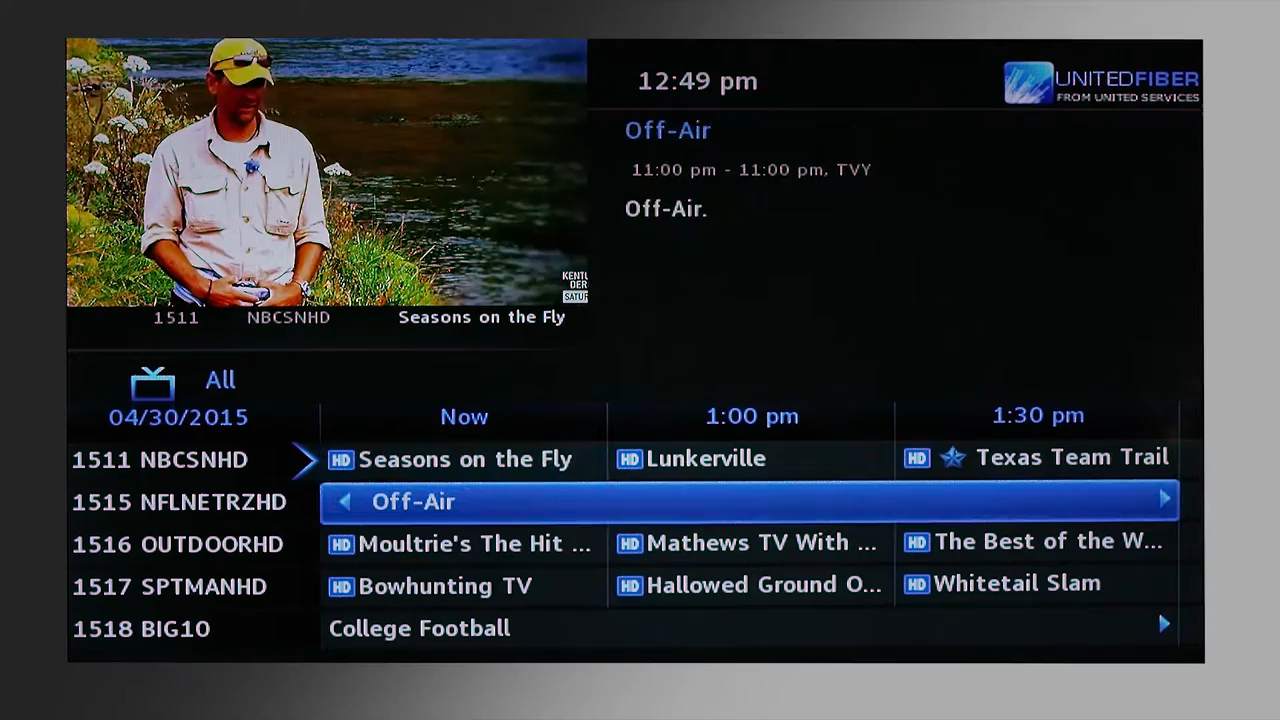 12:49 pm
UNITEDFIBER
FROM UNITED SERVICES
Off-Air
11:00 pm - 11:00 pm, TVY
Off-Air.
KENTU
DER
SATUR
1511 NBCSNHD Seasons on the Fly
All
04/30/2015 Now 1:00 pm 1:30 pm
1511 NBCSNHD HD Seasons on the Fly HD Lunkerville HD Texas Team Trail
1515 NFLNETRZHD Off-Air
1516 OUTDOORHD HD Moultrie's The Hit ... HD Mathews TV With ... HD The Best of the W...
1517 SPTMANHD HD Bowhunting TV HD Hallowed Ground O... HD Whitetail Slam
1518 BIG10 College Football